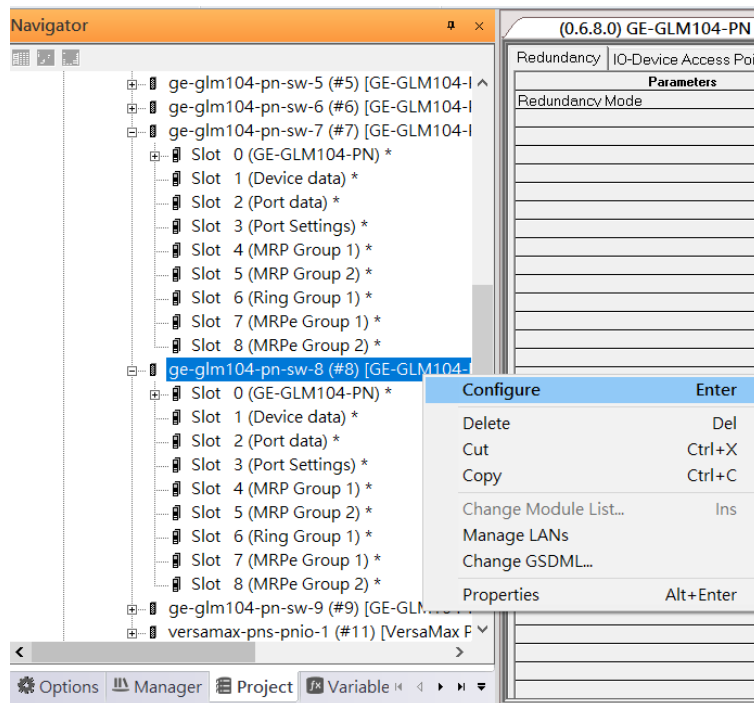 Navigator
(0.6.8.0) GE-GLM104-PN
Redundancy IO-Device Access Poi
Parameters
Redundancy Mode
ge-glm104-pn-sw-5 (#5) [GE-GLM104-
ge-glm104-pn-sw-6 (#6) [GE-GLM104-
ge-glm104-pn-sw-7 (#7) [GE-GLM104-
Slot 0 (GE-GLM104-PN) *
Slot 1 (Device data) *
Slot 2 (Port data) *
Slot 3 (Port Settings) *
Slot 4 (MRP Group 1) *
Slot 5 (MRP Group 2) *
Slot 6 (Ring Group 1) *
Slot 7 (MRPe Group 1) *
Slot 8 (MRPe Group 2) *
ge-glm104-pn-sw-8 (#8) [GE-GLM104-
Slot 0 (GE-GLM104-PN) *
Slot 1 (Device data) *
Slot 2 (Port data) *
Slot 3 (Port Settings) *
Slot 4 (MRP Group 1) *
Slot 5 (MRP Group 2) *
Slot 6 (Ring Group 1) *
Slot 7 (MRPe Group 1) *
Slot 8 (MRPe Group 2) *
ge-glm104-pn-sw-9 (#9)
versamax-pns-pnio-1 (#11) [VersaMax P
Configure Enter
Delete Del
Cut Ctrl+X
Copy Ctrl+C
Change Module List... Ins
Manage LANs
Change GSDML...
Properties Alt+Enter
Options Manager Project Variable